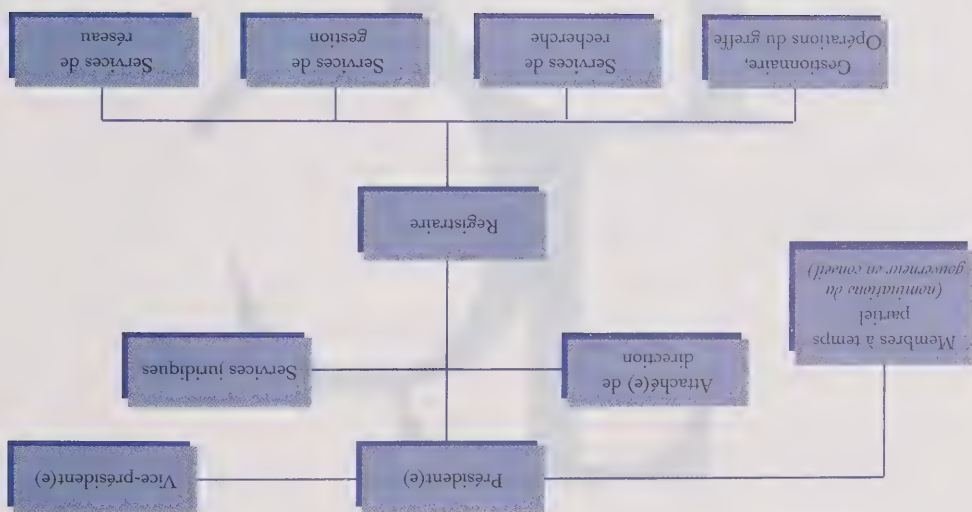 Président(e)
Vice-président(e)
Attaché(e) de
direction
Services juridiques
Membres à temps
partiel
(nominations du
gouverneur en conseil)
Registraire
Gestionnaire,
Opérations du greffe
Services de
recherche
Services de
gestion
Services de
réseau